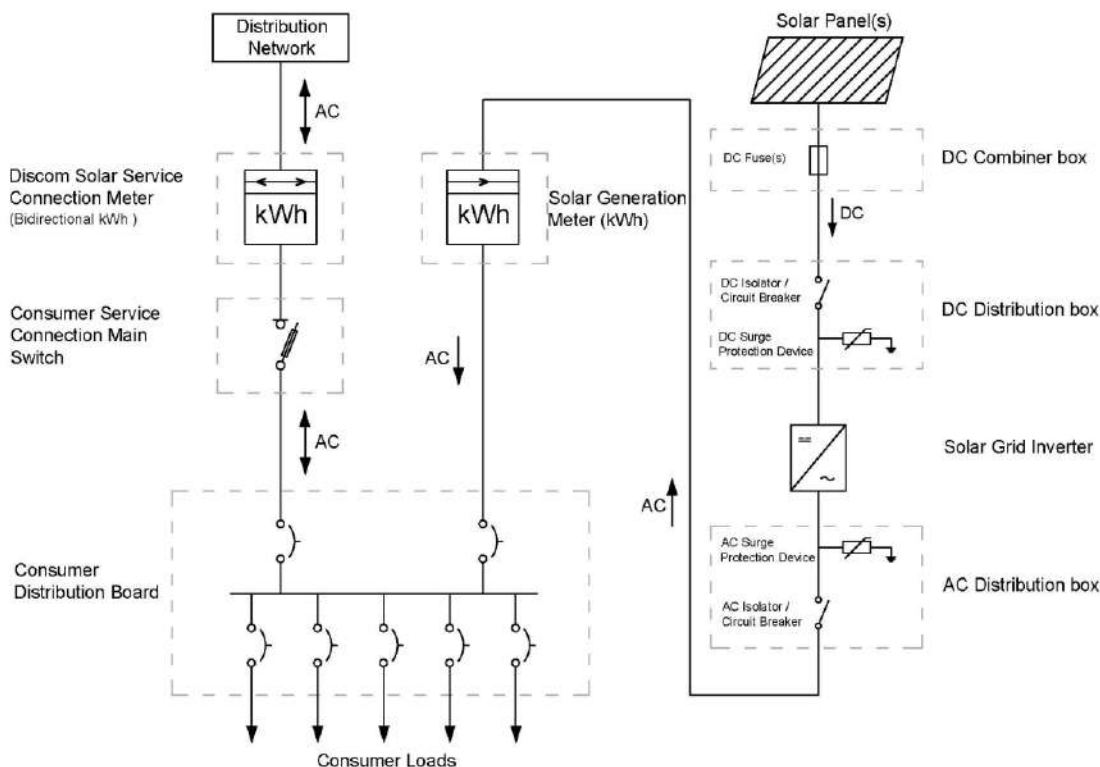 Distribution
Network
AC
Discom Solar Service
Connection Meter
(Bidirectional kWh )
kWh
Consumer Service
Connection Main
Switch
AC
Consumer
Distribution Board
Consumer Loads
kWh
Solar Generation
Meter (kWh)
AC
AC
Solar Panel(s)
DC Fuse(s)
DC Combiner box
DC
DC Isolator /
Circuit Breaker
DC Surge
Protection Device
DC Distribution box
Solar Grid Inverter
AC Surge
Protection Device
AC Isolator /
Circuit Breaker
AC Distribution box